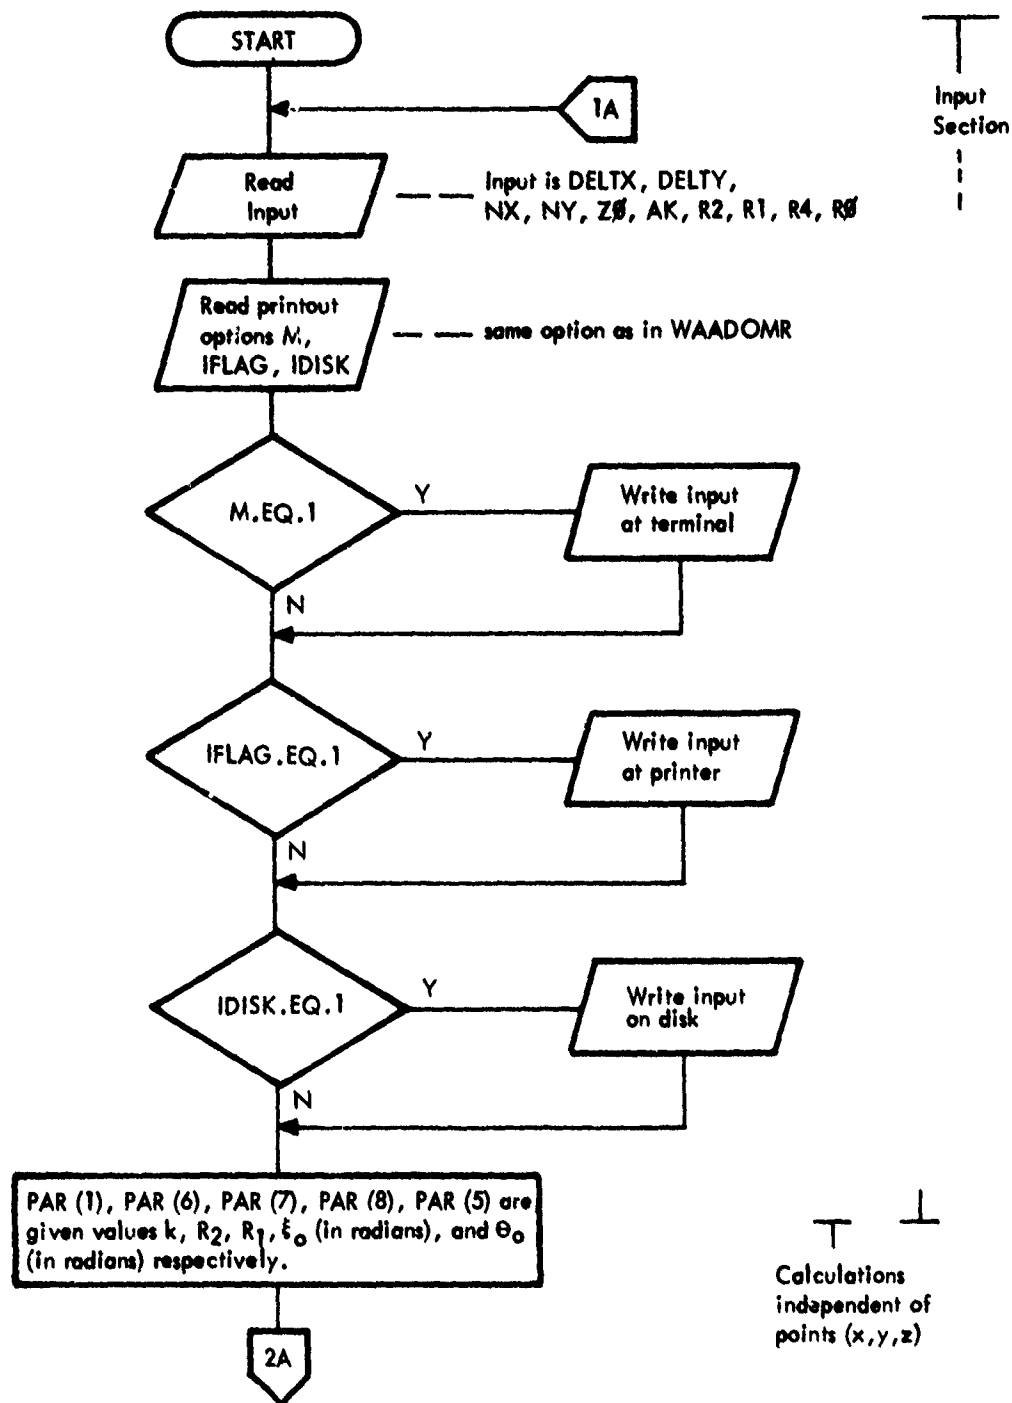 START
1A
Input
Section
Read
Input
Input is DELTX, DELTY,
NX, NY, ZØ, AK, R2, R1, R4, RØ
Read printout
options M,
IFLAG, IDISK
same option as in WAADOMR
M.EQ.1
Y
Write input
at terminal
N
IFLAG.EQ.1
Y
Write input
at printer
N
IDISK.EQ.1
Y
Write input
on disk
N
PAR (1), PAR (6), PAR (7), PAR (8), PAR (5) are
given values k, R₂, R₁, ξₒ (in radians), and θₒ
(in radians) respectively.
Calculations
independent of
points (x,y,z)
2A